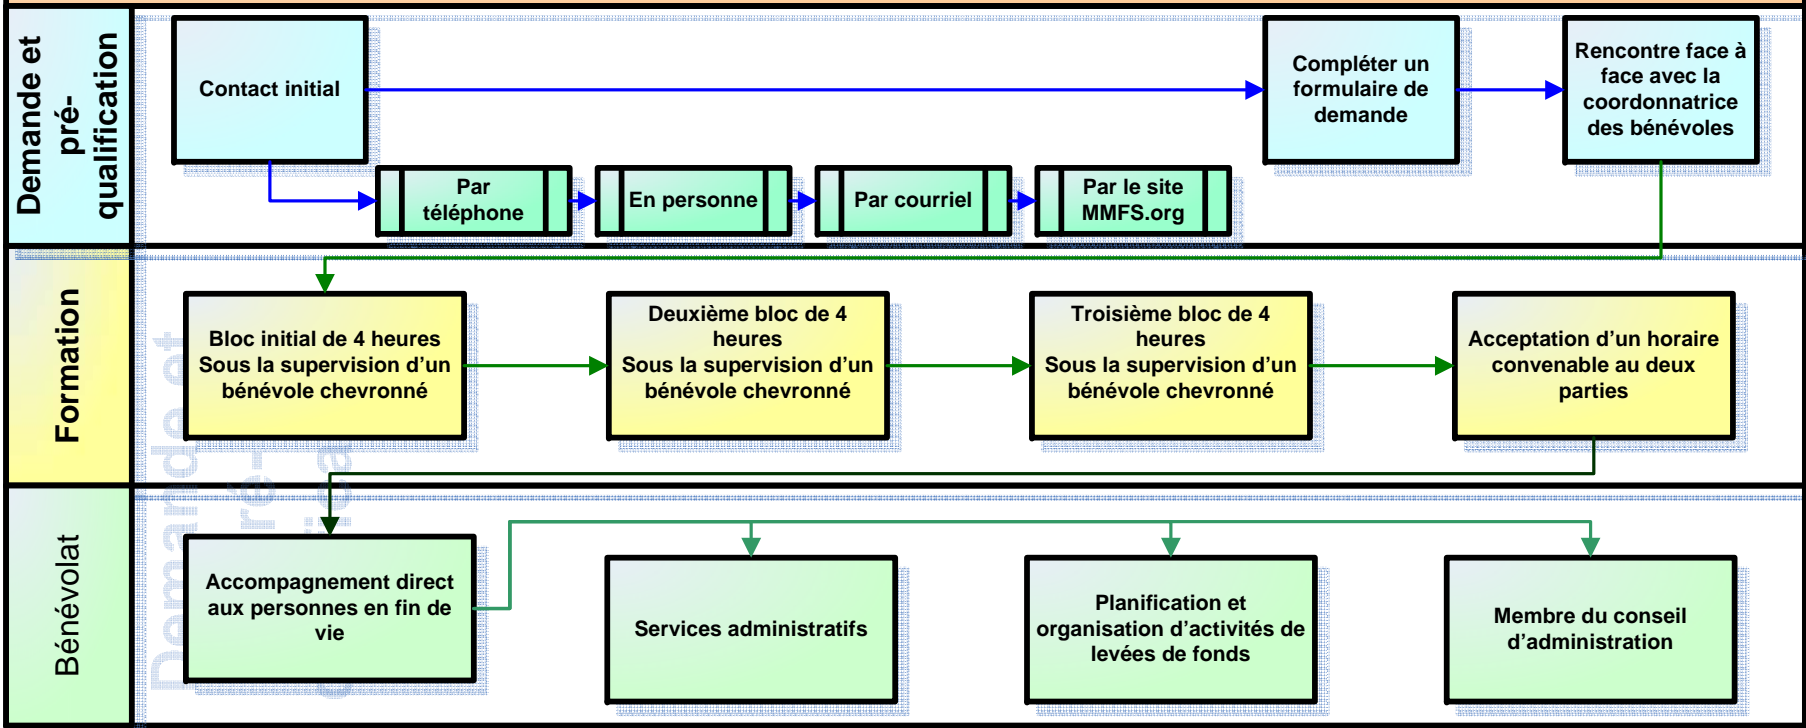 Demande et
pré-
qualification
Contact initial
Compléter un
formulaire de
demande
Rencontre face à
face avec la
coordonnatrice
des bénévoles
Par
téléphone
En personne
Par courriel
Par le site
MMFS.org
Formation
Bloc initial de 4 heures
Sous la supervision d’un
bénévole chevronné
Deuxième bloc de 4
heures
Sous la supervision d’un
bénévole chevronné
Troisième bloc de 4
heures
Sous la supervision d’un
bénévole chevronné
Acceptation d’un horaire
convenable au deux
parties
Demande et
ré-
Bénévolat
Accompagnement direct
aux personnes en fin de
vie
Services administratifs
Planification et
organisation d’activités de
levées de fonds
Membre du conseil
d’administration